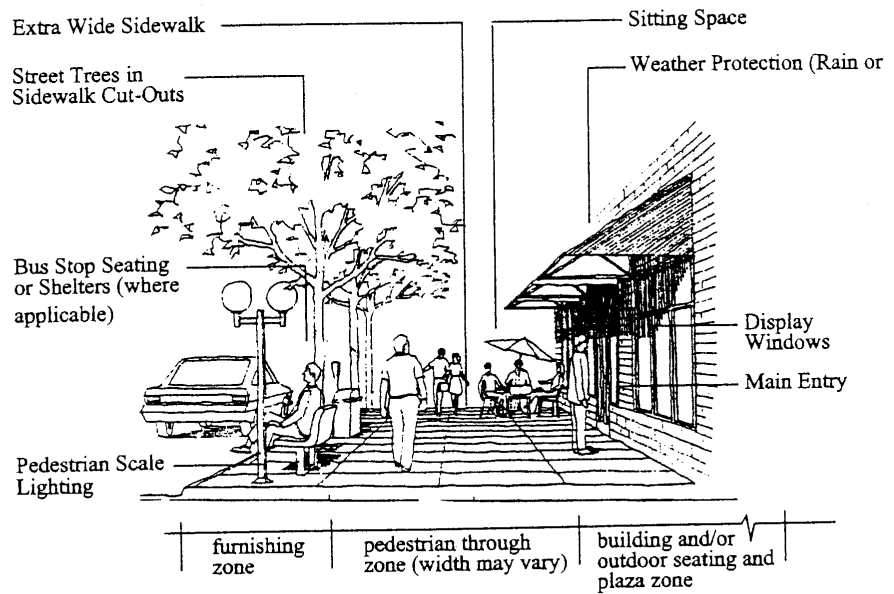 Extra Wide Sidewalk
Sitting Space
Weather Protection (Rain or
Street Trees in
Sidewalk Cut-Outs
Bus Stop Seating
or Shelters (where
applicable)
Display
Windows
Main Entry
Pedestrian Scale
Lighting
furnishing
zone
pedestrian through
zone (width may vary)
building and/or
outdoor seating and
plaza zone